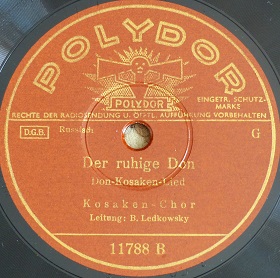 POLYDOR
POLYDOR
EINGETR. SCHUTZ-
MARKE
RECHTE DER RADIOSENDUNG U. ÖFFTL. AUFFÜHRUNG VORBEHALTEN
D.G.B.
Russisch
G
Der ruhige Don
Don-Kosaken-Lied
Kosaken-Chor
Leitung: B. Ledkowsky
11788 B